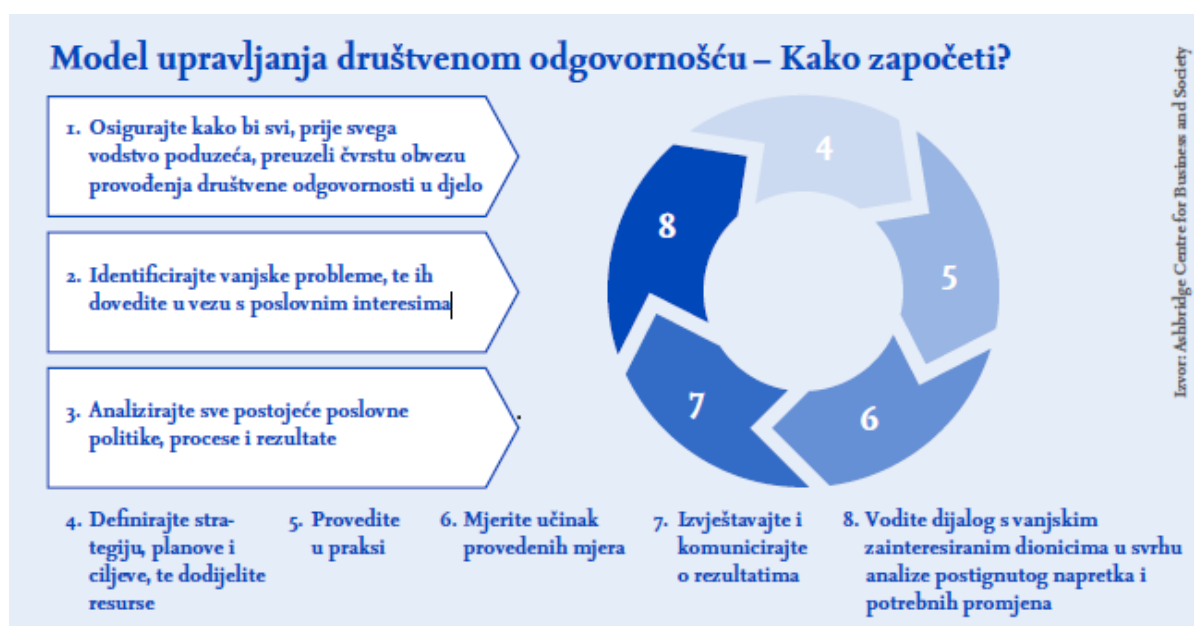 Model upravljanja društvenom odgovornošću – Kako započeti?
1. Osigurajte kako bi svi, prije svega
vodstvo poduzeća, preuzeli čvrstu obvezu
provođenja društvene odgovornosti u djelo
2. Identificirajte vanjske probleme, te ih
dovedite u vezu s poslovnim interesima
3. Analizirajte sve postojeće poslovne
politike, procese i rezultate
4
5
6
7
8
4. Definirajte stra-
tegiju, planove i
ciljeve, te dodijelite
resurse
5. Provedite
u praksi
6. Mjerite učinak
provedenih mjera
7. Izvještavajte i
komunicirajte
o rezultatima
8. Vodite dijalog s vanjskim
zainteresiranim dionicima u svrhu
analize postignutog napretka i
potrebnih promjena
Izvor: Ashbridge Centre for Business and Society